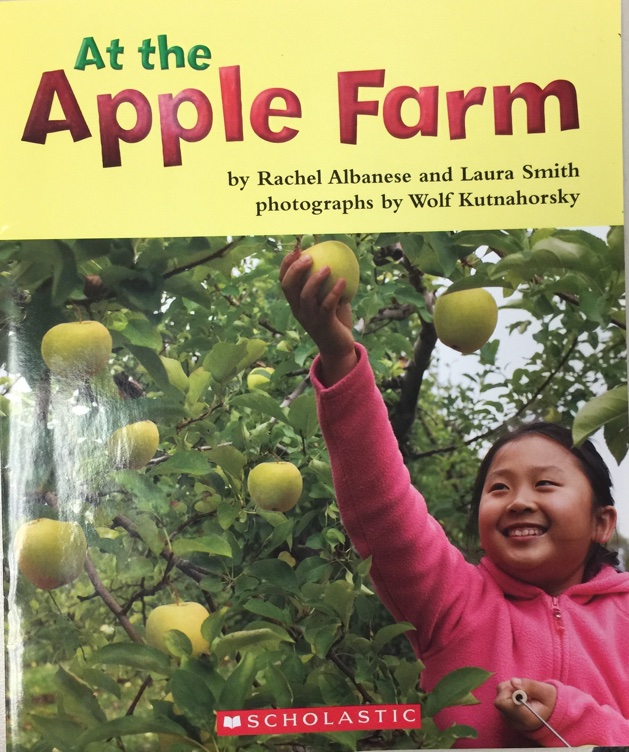 At the
Apple Farm
by Rachel Albanese and Laura Smith
photographs by Wolf Kutnahorsky
SCHOLASTIC